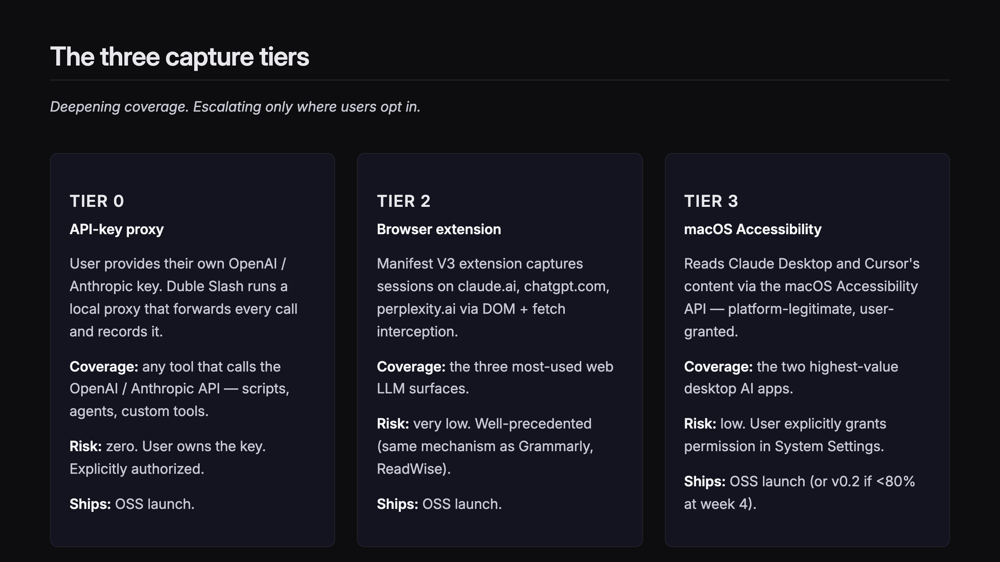 The three capture tiers
Deepening coverage. Escalating only where users opt in.
TIER 0
API-key proxy
User provides their own OpenAI /
Anthropic key. Duble Slash runs a
local proxy that forwards every call
and records it.
Coverage: any tool that calls the
OpenAI / Anthropic API — scripts,
agents, custom tools.
Risk: zero. User owns the key.
Explicitly authorized.
Ships: OSS launch.
TIER 2
Browser extension
Manifest V3 extension captures
sessions on claude.ai, chatgpt.com,
perplexity.ai via DOM + fetch
interception.
Coverage: the three most-used web
LLM surfaces.
Risk: very low. Well-precedented
(same mechanism as Grammarly,
ReadWise).
Ships: OSS launch.
TIER 3
macOS Accessibility
Reads Claude Desktop and Cursor's
content via the macOS Accessibility
API — platform-legitimate, user-
granted.
Coverage: the two highest-value
desktop AI apps.
Risk: low. User explicitly grants
permission in System Settings.
Ships: OSS launch (or v0.2 if <80%
at week 4).